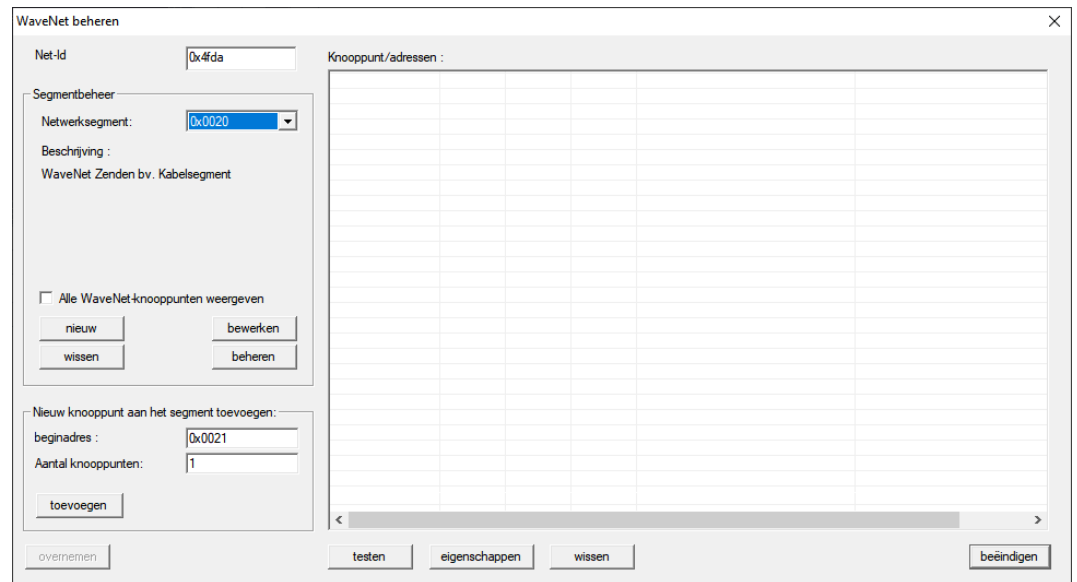 WaveNet beheren
Net-Id
0x4fda
Segmentbeheer
Netwerksegment:
0x0020
Beschrijving :
WaveNet Zenden bv. Kabelsegment
Alle WaveNet-knooppunten weergeven
nieuw
bewerken
wissen
beheren
Nieuw knooppunt aan het segment toevoegen:
beginadres :
0x0021
Aantal knooppunten:
1
toevoegen
overnemen
Knooppunt/adressen :
testen
eigenschappen
wissen
beëindigen